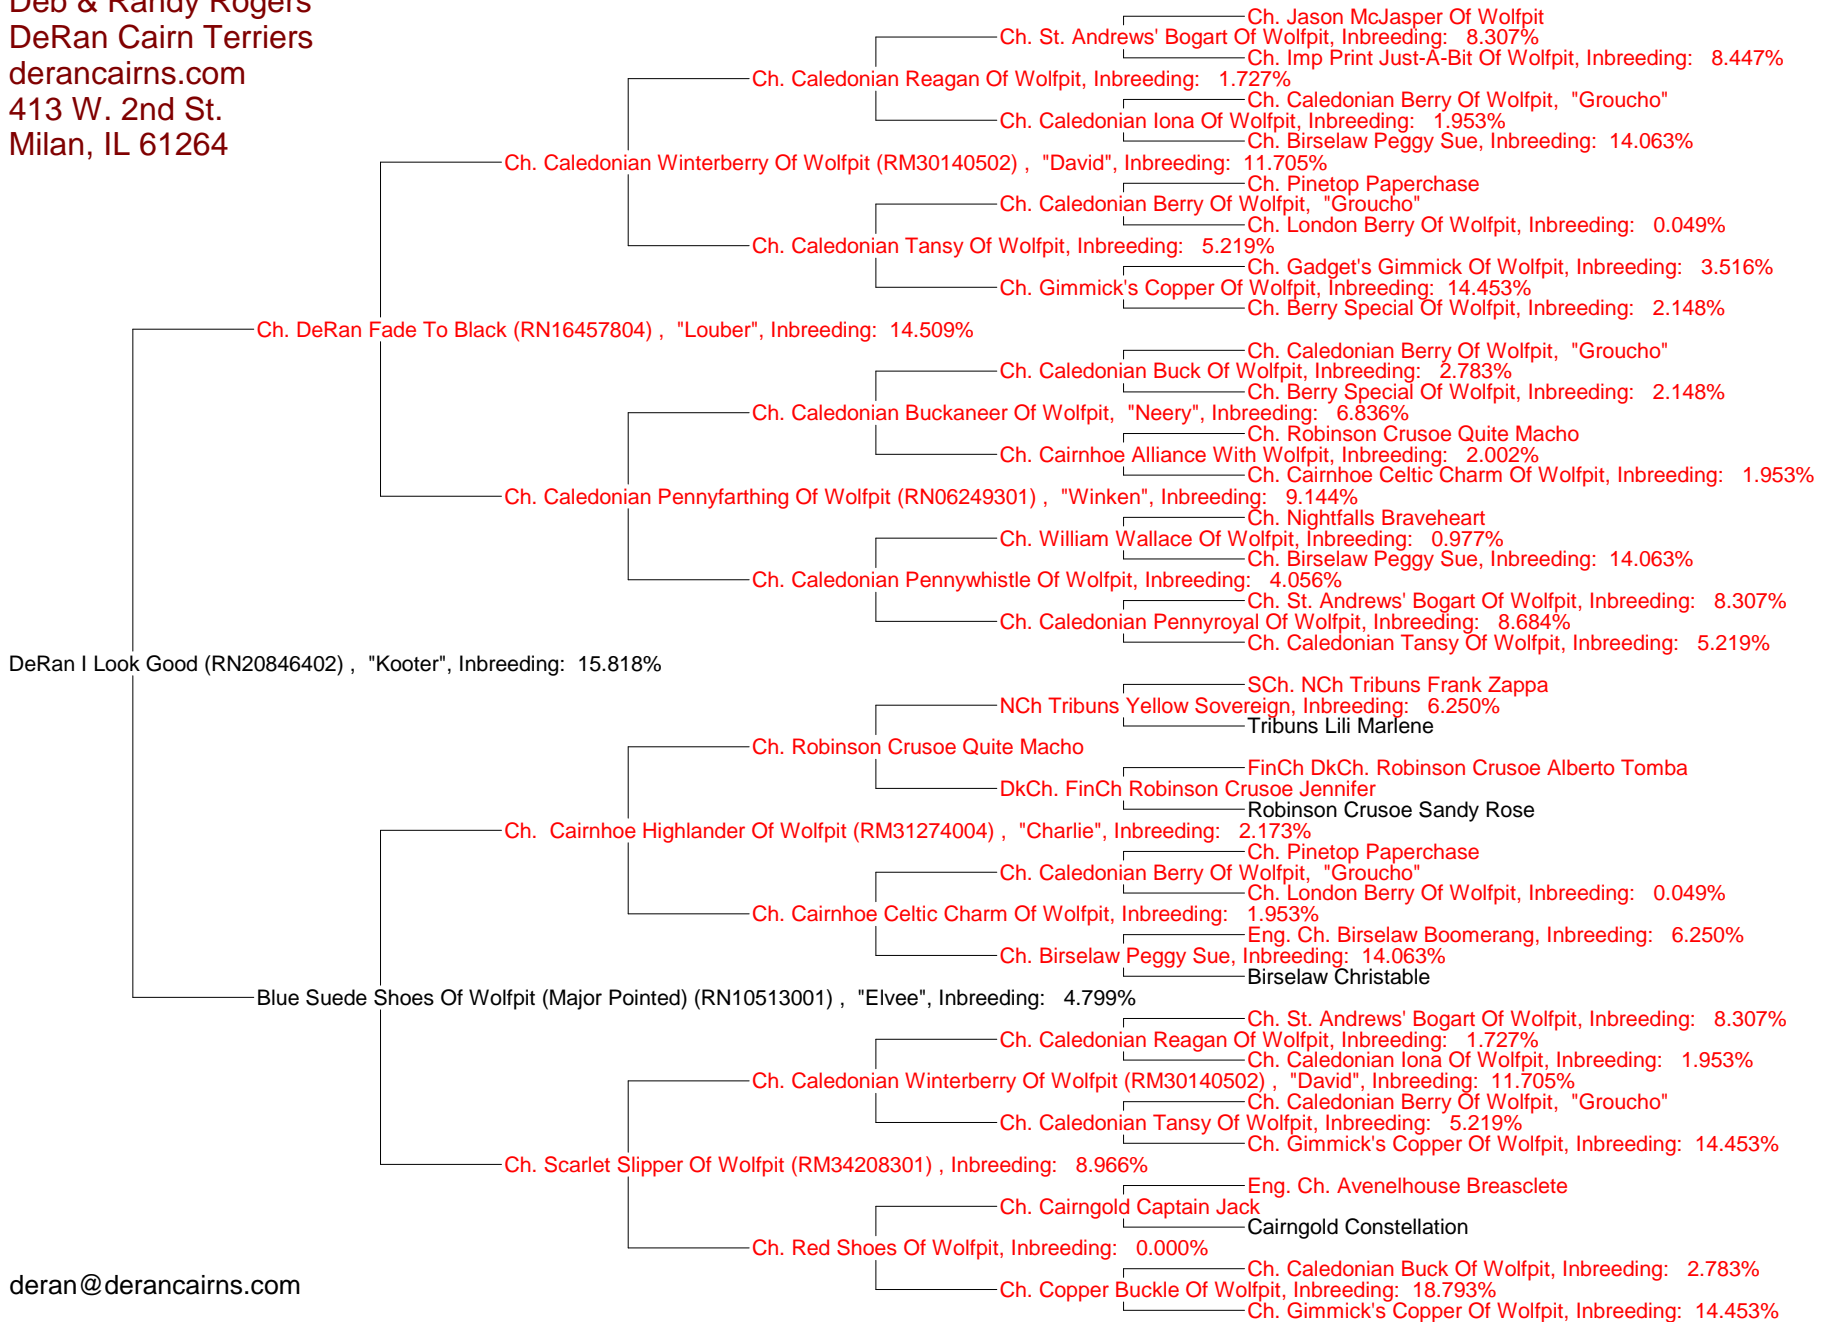 Deb & Randy Rogers
DeRan Cairn Terriers
derancairns.com
413 W. 2nd St.
Milan, IL 61264
Ch. Jason McJasper Of Wolfpit
Ch. St. Andrews' Bogart Of Wolfpit, Inbreeding: 8.307%
Ch. Imp Print Just-A-Bit Of Wolfpit, Inbreeding: 8.447%
Ch. Caledonian Reagan Of Wolfpit, Inbreeding: 1.727%
Ch. Caledonian Berry Of Wolfpit, "Groucho"
Ch. Caledonian Iona Of Wolfpit, Inbreeding: 1.953%
Ch. Birselaw Peggy Sue, Inbreeding: 14.063%
Ch. Caledonian Winterberry Of Wolfpit (RM30140502) , "David", Inbreeding: 11.705%
Ch. Pinetop Paperchase
Ch. Caledonian Berry Of Wolfpit, "Groucho"
Ch. London Berry Of Wolfpit, Inbreeding: 0.049%
Ch. Caledonian Tansy Of Wolfpit, Inbreeding: 5.219%
Ch. Gadget's Gimmick Of Wolfpit, Inbreeding: 3.516%
Ch. Gimmick's Copper Of Wolfpit, Inbreeding: 14.453%
Ch. Berry Special Of Wolfpit, Inbreeding: 2.148%
Ch. DeRan Fade To Black (RN16457804) , "Louber", Inbreeding: 14.509%
Ch. Caledonian Berry Of Wolfpit, "Groucho"
Ch. Caledonian Buck Of Wolfpit, Inbreeding: 2.783%
Ch. Berry Special Of Wolfpit, Inbreeding: 2.148%
Ch. Caledonian Buckaneer Of Wolfpit, "Neery", Inbreeding: 6.836%
Ch. Robinson Crusoe Quite Macho
Ch. Cairnhoe Alliance With Wolfpit, Inbreeding: 2.002%
Ch. Cairnhoe Celtic Charm Of Wolfpit, Inbreeding: 1.953%
Ch. Caledonian Pennyfarthing Of Wolfpit (RN06249301) , "Winken", Inbreeding: 9.144%
Ch. Nightfalls Braveheart
Ch. William Wallace Of Wolfpit, Inbreeding: 0.977%
Ch. Birselaw Peggy Sue, Inbreeding: 14.063%
Ch. Caledonian Pennywhistle Of Wolfpit, Inbreeding: 4.056%
Ch. St. Andrews' Bogart Of Wolfpit, Inbreeding: 8.307%
Ch. Caledonian Pennyroyal Of Wolfpit, Inbreeding: 8.684%
Ch. Caledonian Tansy Of Wolfpit, Inbreeding: 5.219%
DeRan I Look Good (RN20846402) , "Kooter", Inbreeding: 15.818%
SCh. NCh Tribuns Frank Zappa
NCh Tribuns Yellow Sovereign, Inbreeding: 6.250%
Tribuns Lili Marlene
Ch. Robinson Crusoe Quite Macho
FinCh DkCh. Robinson Crusoe Alberto Tomba
DkCh. FinCh Robinson Crusoe Jennifer
Robinson Crusoe Sandy Rose
Ch. Cairnhoe Highlander Of Wolfpit (RM31274004) , "Charlie", Inbreeding: 2.173%
Ch. Pinetop Paperchase
Ch. Caledonian Berry Of Wolfpit, "Groucho"
Ch. London Berry Of Wolfpit, Inbreeding: 0.049%
Ch. Cairnhoe Celtic Charm Of Wolfpit, Inbreeding: 1.953%
Eng. Ch. Birselaw Boomerang, Inbreeding: 6.250%
Ch. Birselaw Peggy Sue, Inbreeding: 14.063%
Birselaw Christable
Blue Suede Shoes Of Wolfpit (Major Pointed) (RN10513001) , "Elvee", Inbreeding: 4.799%
Ch. St. Andrews' Bogart Of Wolfpit, Inbreeding: 8.307%
Ch. Caledonian Reagan Of Wolfpit, Inbreeding: 1.727%
Ch. Caledonian Iona Of Wolfpit, Inbreeding: 1.953%
Ch. Caledonian Winterberry Of Wolfpit (RM30140502) , "David", Inbreeding: 11.705%
Ch. Caledonian Berry Of Wolfpit, "Groucho"
Ch. Caledonian Tansy Of Wolfpit, Inbreeding: 5.219%
Ch. Gimmick's Copper Of Wolfpit, Inbreeding: 14.453%
Ch. Scarlet Slipper Of Wolfpit (RM34208301) , Inbreeding: 8.966%
Eng. Ch. Avenelhouse Breasclete
Ch. Cairngold Captain Jack
Cairngold Constellation
Ch. Red Shoes Of Wolfpit, Inbreeding: 0.000%
Ch. Caledonian Buck Of Wolfpit, Inbreeding: 2.783%
Ch. Copper Buckle Of Wolfpit, Inbreeding: 18.793%
Ch. Gimmick's Copper Of Wolfpit, Inbreeding: 14.453%
deran@derancairns.com